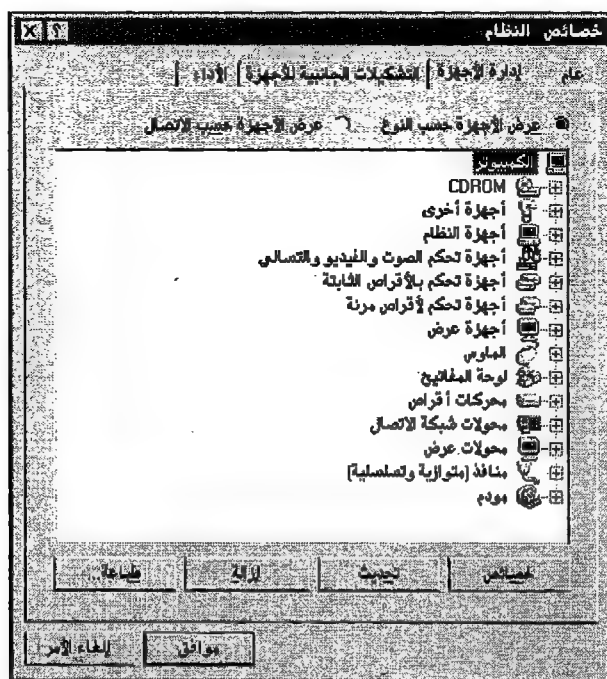 خصائص النظام
عام إدارة الأجهزة التشكيلات الجانبية للأجهزة الأداء
عرض الأجهزة حسب النوع عرض الأجهزة حسب الاتصال
الكمبيوتر
CDROM
أجهزة أخرى
أجهزة النظام
أجهزة تحكم الصوت والفيديو والتسالي
أجهزة تحكم بالأقراص الثابتة
أجهزة تحكم لأقراص مرنة
أجهزة عرض
الماوس
لوحة المفاتيح
محركات أقراص
محولات شبكة الاتصال
محولات عرض
منافذ (متوازية وتسلسلية)
مودم
خصائص تحديث إزالة طباعة...
موافق إلغاء الأمر